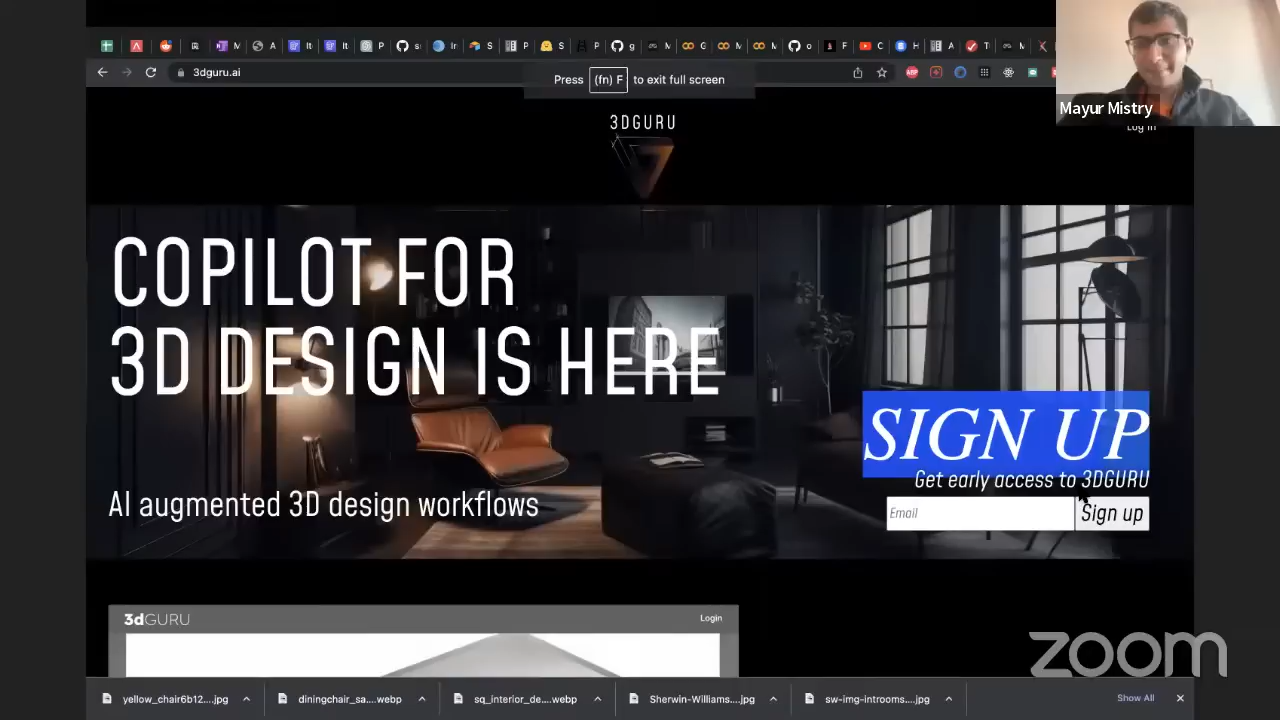 3dguru.ai
Press (fn) F to exit full screen
Mayur Mistry
Log in
3DGURU
COPILOT FOR
3D DESIGN IS HERE
AI augmented 3D design workflows
SIGN UP
Get early access to 3DGURU
Email
Sign up
3dGURU
Login
zoom
yellow_chair6b12....jpg
diningchair_sa....webp
sq_interior_de....webp
Sherwin-Williams....jpg
sw-img-introoms....jpg
Show All